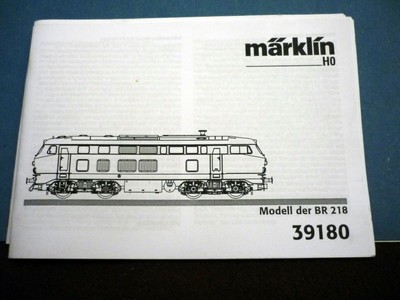 märklin
H0
Modell der BR 218
39180